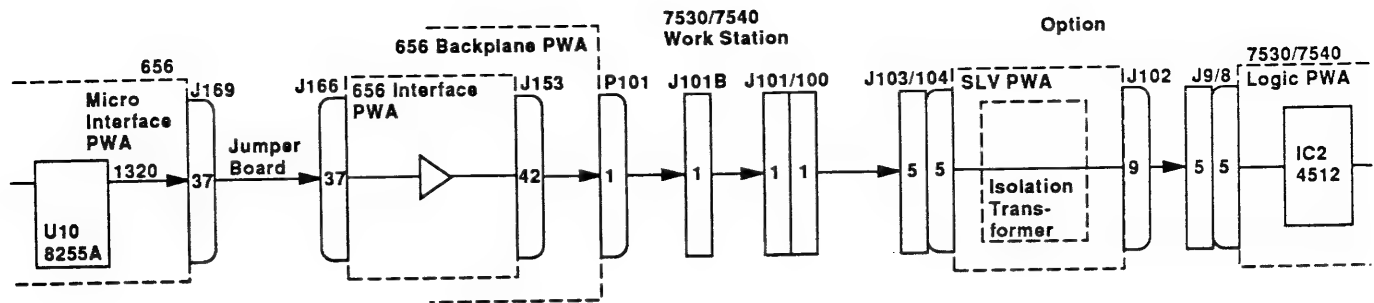 7530/7540
Work Station
Option
656 Backplane PWA
7530/7540
656
J169
J166
656 Interface
PWA
J153
P101
J101B
J101/100
J103/104
SLV PWA
J102
J9/8
Logic PWA
Micro
Interface
PWA
Jumper
Board
1320
37
37
42
1
1
1
1
5
5
9
5
5
IC2
4512
Isolation
Trans-
former
U10
8255A